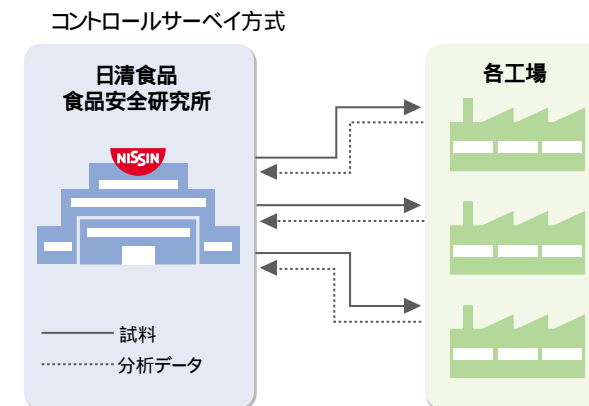 コントロールサーベイ方式
日清食品
食品安全研究所
NISSIN
試料
分析データ
各工場